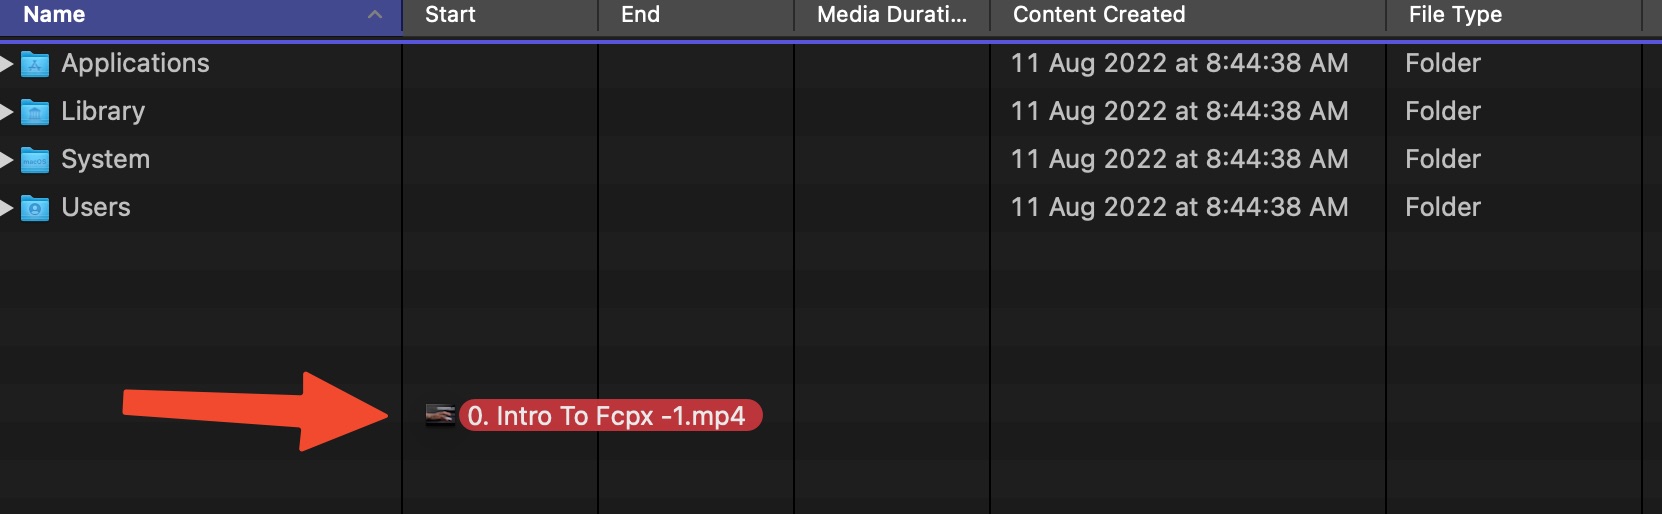 Name Start End Media Durati... Content Created File Type
Applications 11 Aug 2022 at 8:44:38 AM Folder
Library 11 Aug 2022 at 8:44:38 AM Folder
macOS System 11 Aug 2022 at 8:44:38 AM Folder
Users 11 Aug 2022 at 8:44:38 AM Folder
0. Intro To Fcpx -1.mp4